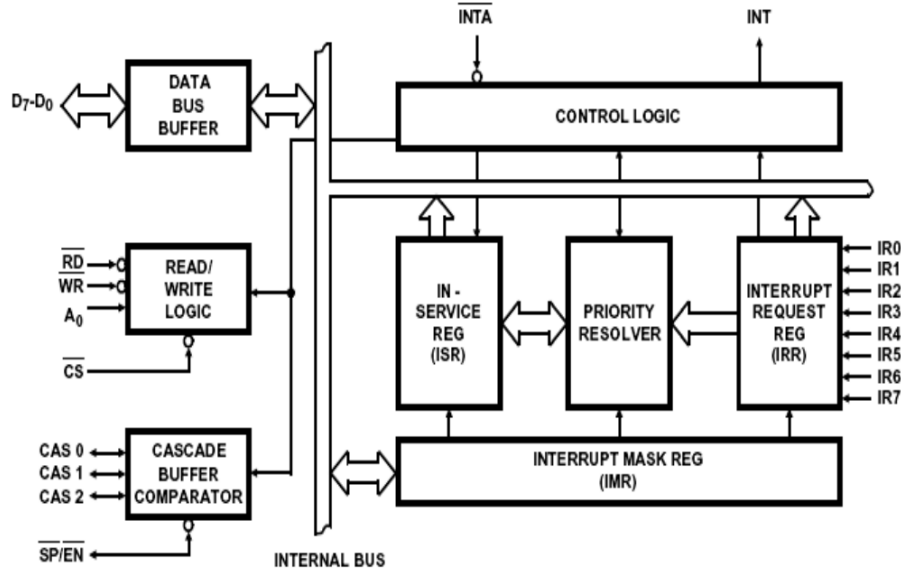 INTA
INT
D7-D0
DATA
BUS
BUFFER
CONTROL LOGIC
RD
WR
A0
CS
READ/
WRITE
LOGIC
IN -
SERVICE
REG
(ISR)
PRIORITY
RESOLVER
INTERRUPT
REQUEST
REG
(IRR)
IR0
IR1
IR2
IR3
IR4
IR5
IR6
IR7
CAS 0
CAS 1
CAS 2
CASCADE
BUFFER
COMPARATOR
SP/EN
INTERRUPT MASK REG
(IMR)
INTERNAL BUS